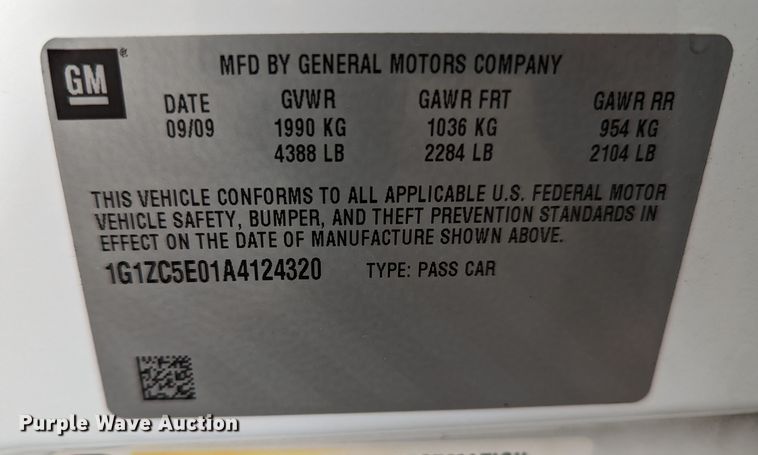 GM®
MFD BY GENERAL MOTORS COMPANY
DATE GVWR GAWR FRT GAWR RR
09/09 1990 KG 1036 KG 954 KG
4388 LB 2284 LB 2104 LB
THIS VEHICLE CONFORMS TO ALL APPLICABLE U.S. FEDERAL MOTOR
VEHICLE SAFETY, BUMPER, AND THEFT PREVENTION STANDARDS IN
EFFECT ON THE DATE OF MANUFACTURE SHOWN ABOVE.
1G1ZC5E01A4124320 TYPE: PASS CAR
Purple Wave Auction